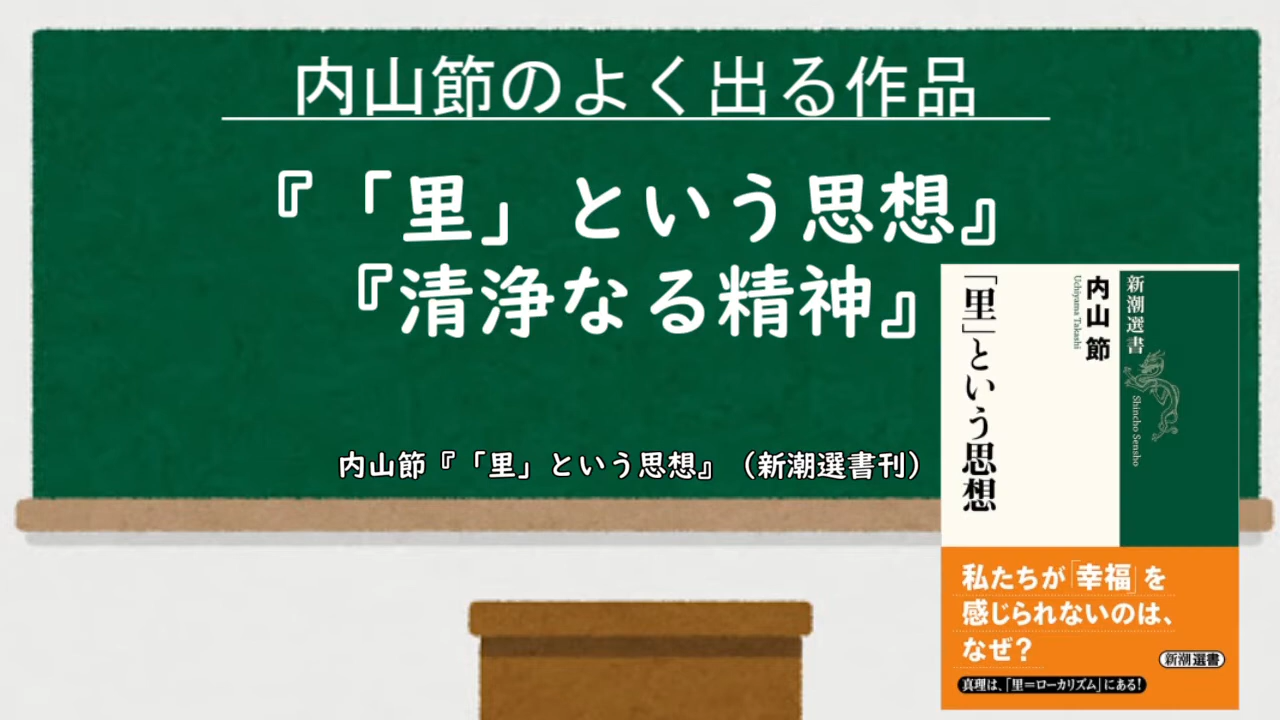 内山節のよく出る作品
『「里」という思想』
『清浄なる精神』
内山節『「里」という思想』（新潮選書刊）
新潮選書
Shincho Sensho
内山節
Uchiyama Takashi
「里」という思想
私たちが「幸福」を
感じられないのは、
なぜ？
新潮選書
真理は、「里＝ローカリズム」にある！